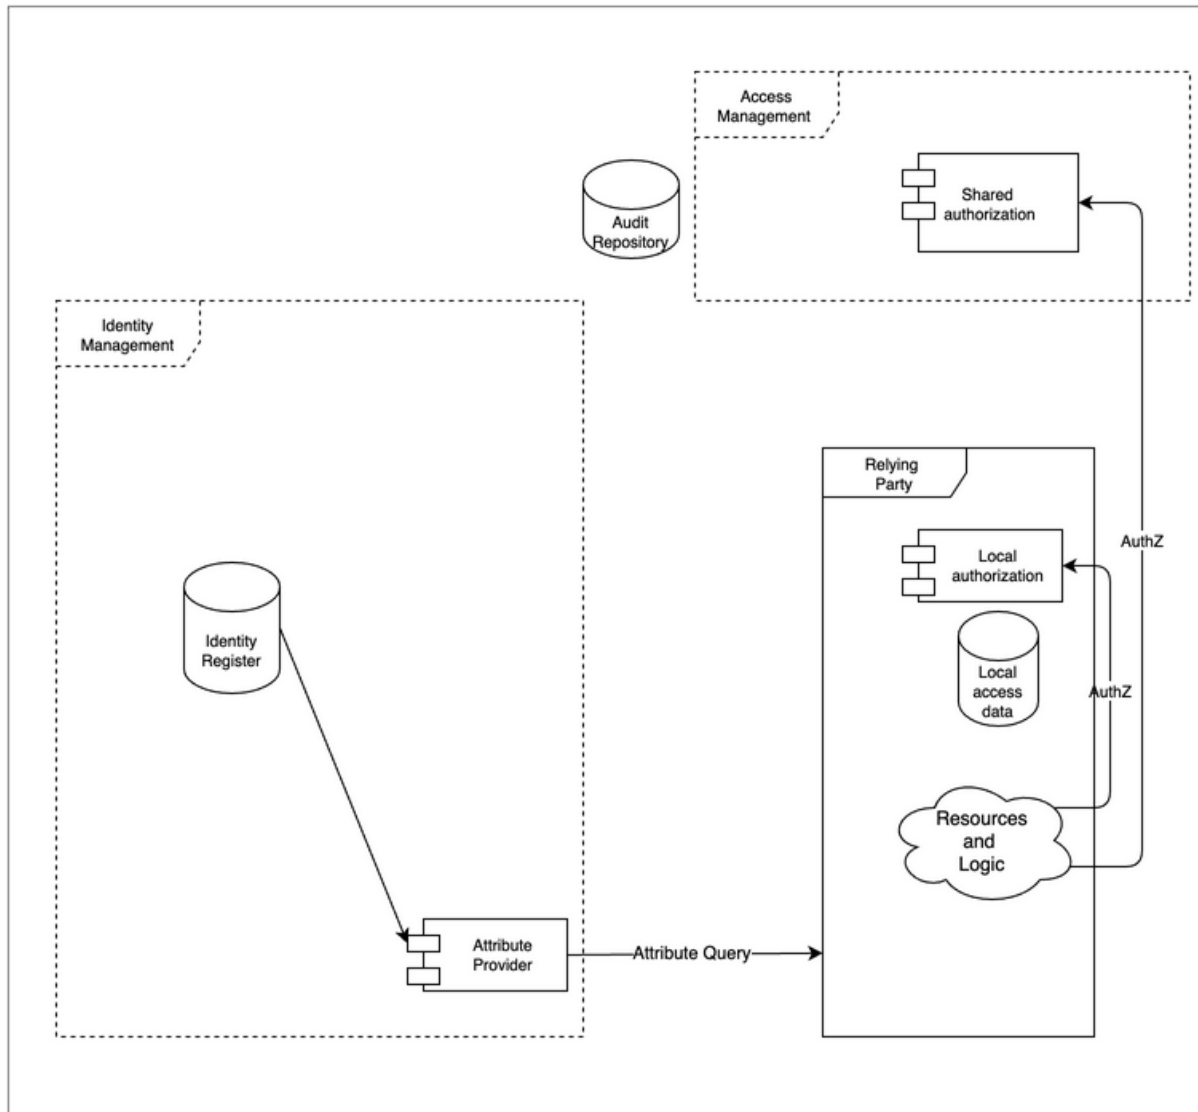 Access
Management
Shared
authorization
Audit
Repository
Identity
Management
Relying
Party
Local
authorization
AuthZ
Identity
Register
Local
access
data
AuthZ
Resources
and
Logic
Attribute
Provider
Attribute Query